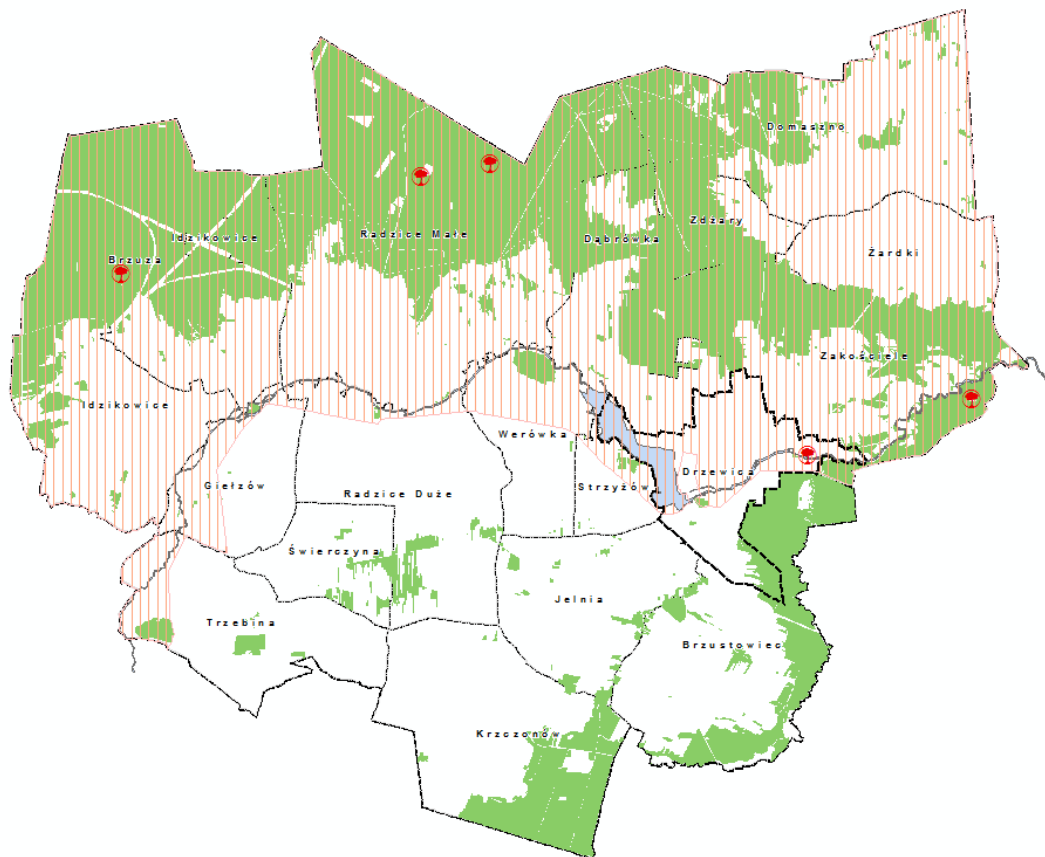 Domaszno
Zdżary
Idzikowice
Radzice Małe
Dąbrówka
Żardki
Brzuza
Zakościele
Idzikowice
Werówka
Drzewica
Giełzów
Radzice Duże
Strzyżów
Świerczyna
Jelnia
Trzebina
Brzustowiec
Krzczonów